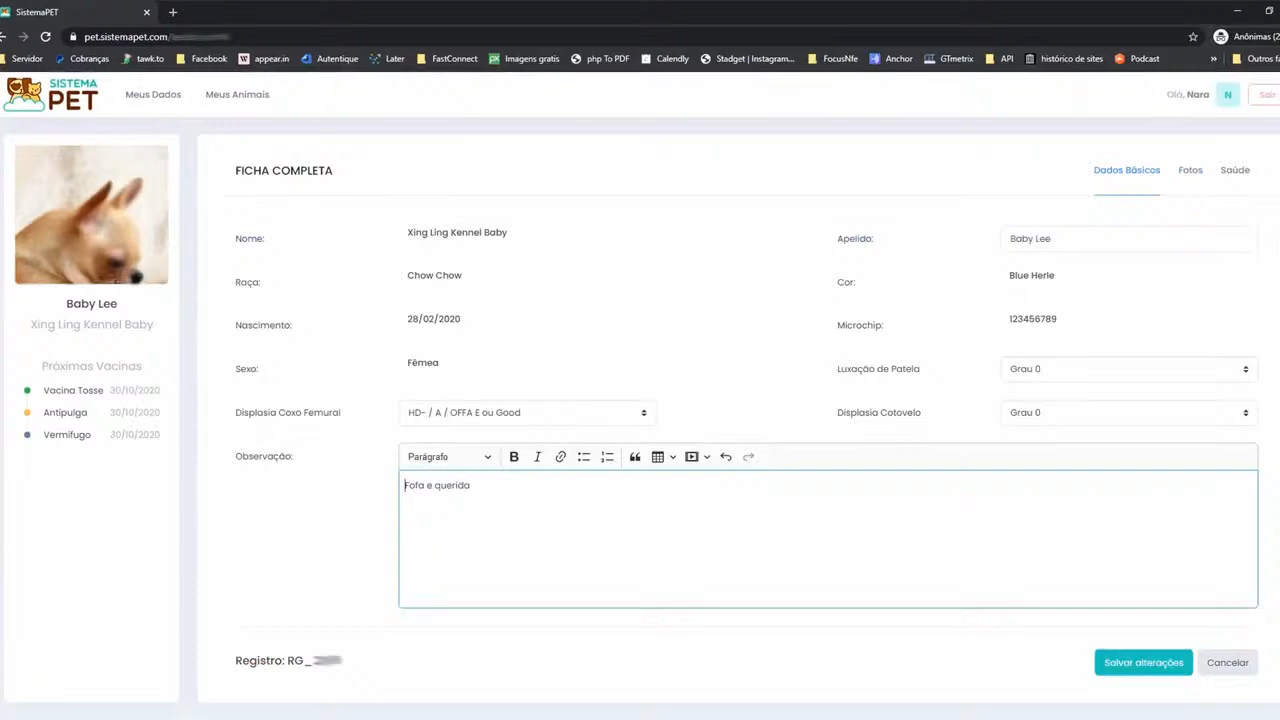 SistemaPET
pet.sistemapet.com/
Anônimas (2
Servidor
Cobranças
tawk.to
Facebook
appear.in
Autentique
Later
FastConnect
Imagens gratis
php To PDF
Calendly
Stadget | Instagram...
FocusNfe
Anchor
GTmetrix
API
histórico de sites
Podcast
Outros f
SISTEMA
PET
Meus Dados
Meus Animais
Olá, Nara
N
Sair
FICHA COMPLETA
Dados Básicos
Fotos
Saúde
Baby Lee
Xing Ling Kennel Baby
Próximas Vacinas
Vacina Tosse 30/10/2020
Antipulga 30/10/2020
Vermífugo 30/10/2020
Nome: Xing Ling Kennel Baby
Apelido: Baby Lee
Raça: Chow Chow
Cor: Blue Herle
Nascimento: 28/02/2020
Microchip: 123456789
Sexo: Fêmea
Luxação de Patela Grau 0
Displasia Coxo Femural HD- / A / OFFA E ou Good
Displasia Cotovelo Grau 0
Observação:
Parágrafo
Fofa e querida
Registro: RG_
Salvar alterações
Cancelar